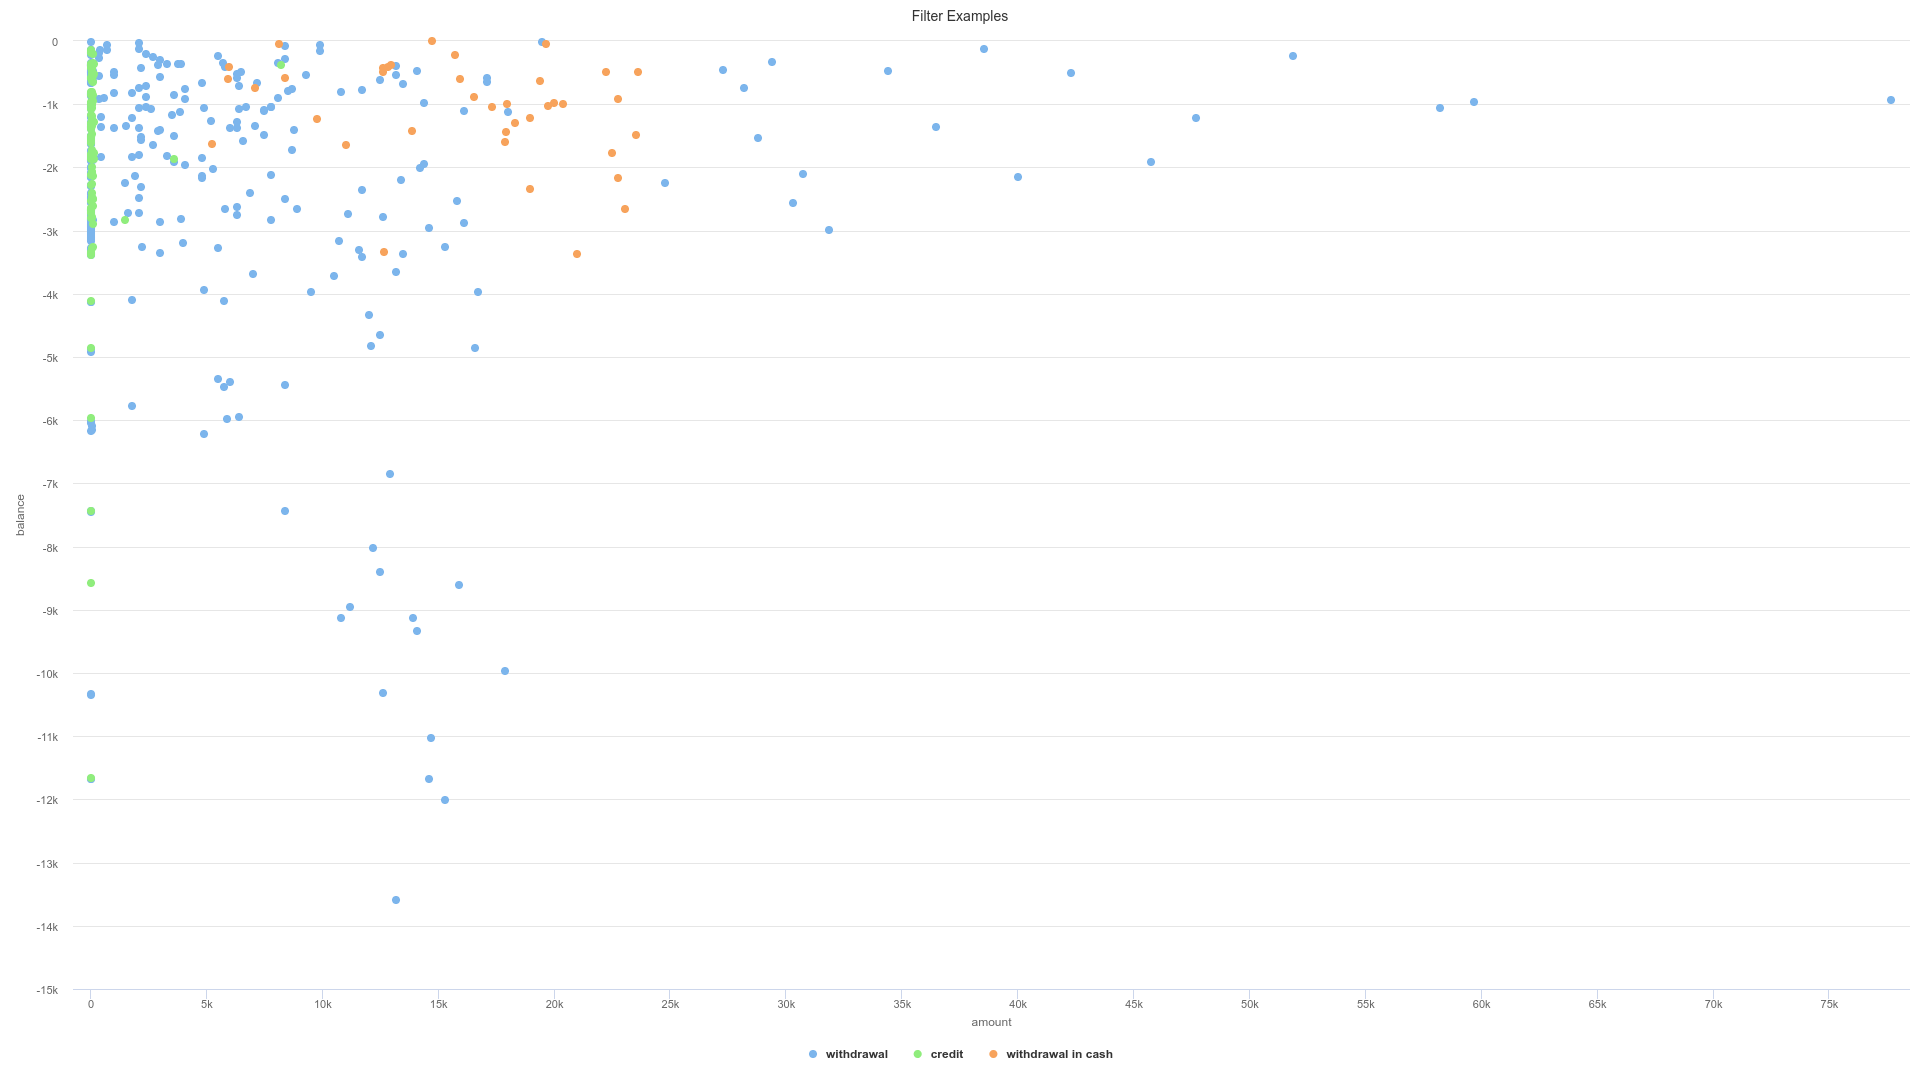 Filter Examples
0
-1k
-2k
-3k
-4k
-5k
-6k
-7k
-8k
-9k
-10k
-11k
-12k
-13k
-14k
-15k
balance
0 5k 10k 15k 20k 25k 30k 35k 40k 45k 50k 55k 60k 65k 70k 75k
amount
withdrawal credit withdrawal in cash